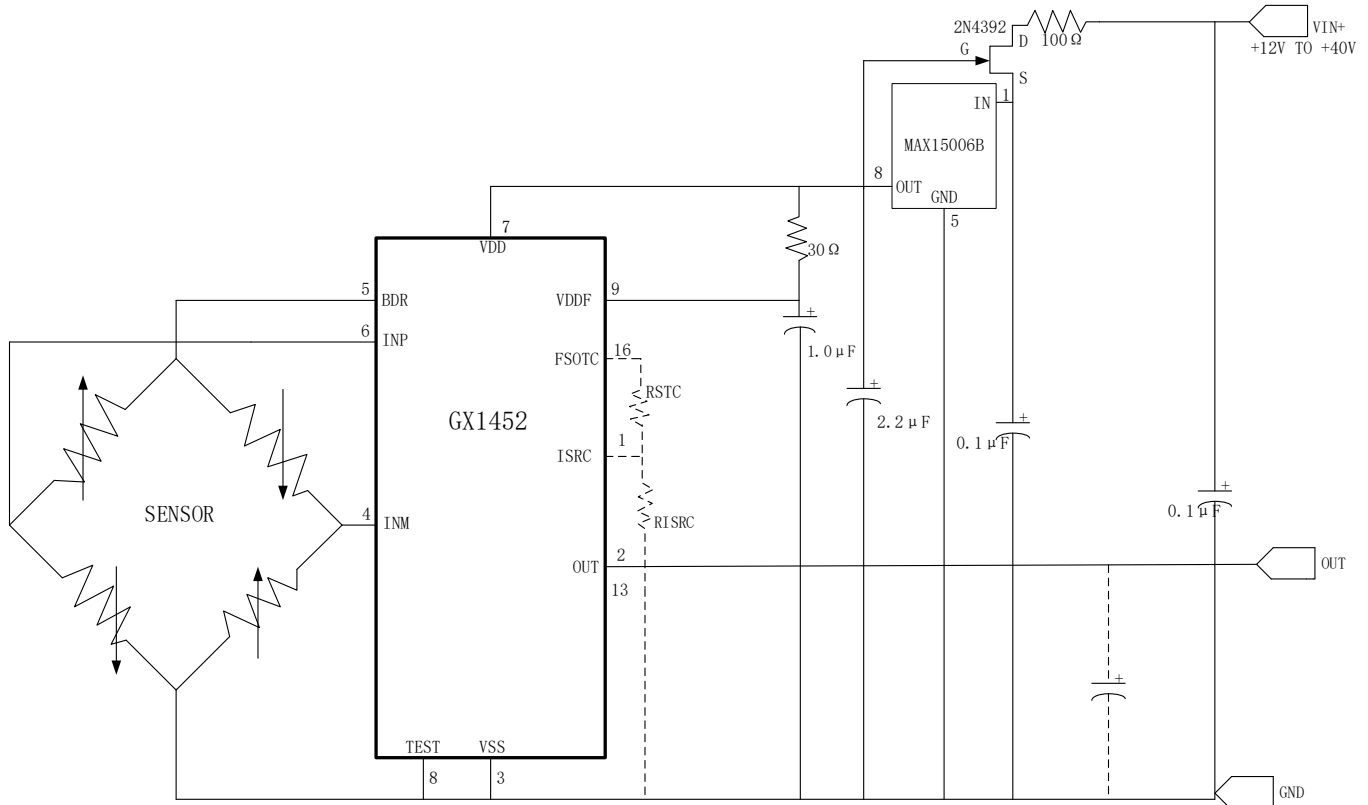 2N4392
D
100Ω
VIN+
+12V TO +40V
G
S
IN
1
MAX15006B
8
OUT
GND
5
7
VDD
30Ω
5
BDR
VDDF
9
6
INP
+
1.0μF
FSOTC
16
RSTC
+
2.2μF
GX1452
+
0.1μF
1
ISRC
SENSOR
4
INM
RISRC
+
0.1μF
2
OUT
13
OUT
+
TEST
VSS
8
3
GND